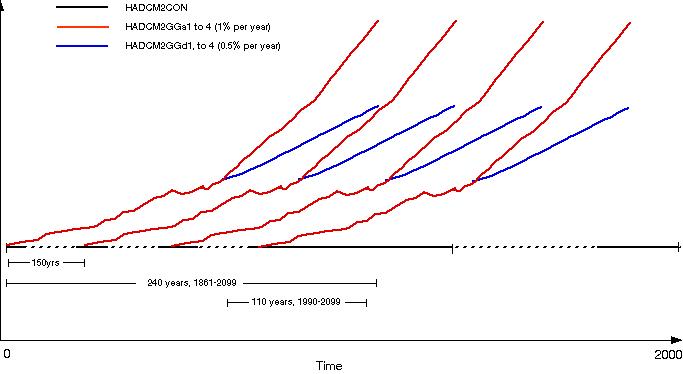 HADCM2CON
HADCM2GGa1 to 4 (1% per year)
HADCM2GGd1, to 4 (0.5% per year)
150yrs
240 years, 1861-2099
110 years, 1990-2099
0
2000
Time